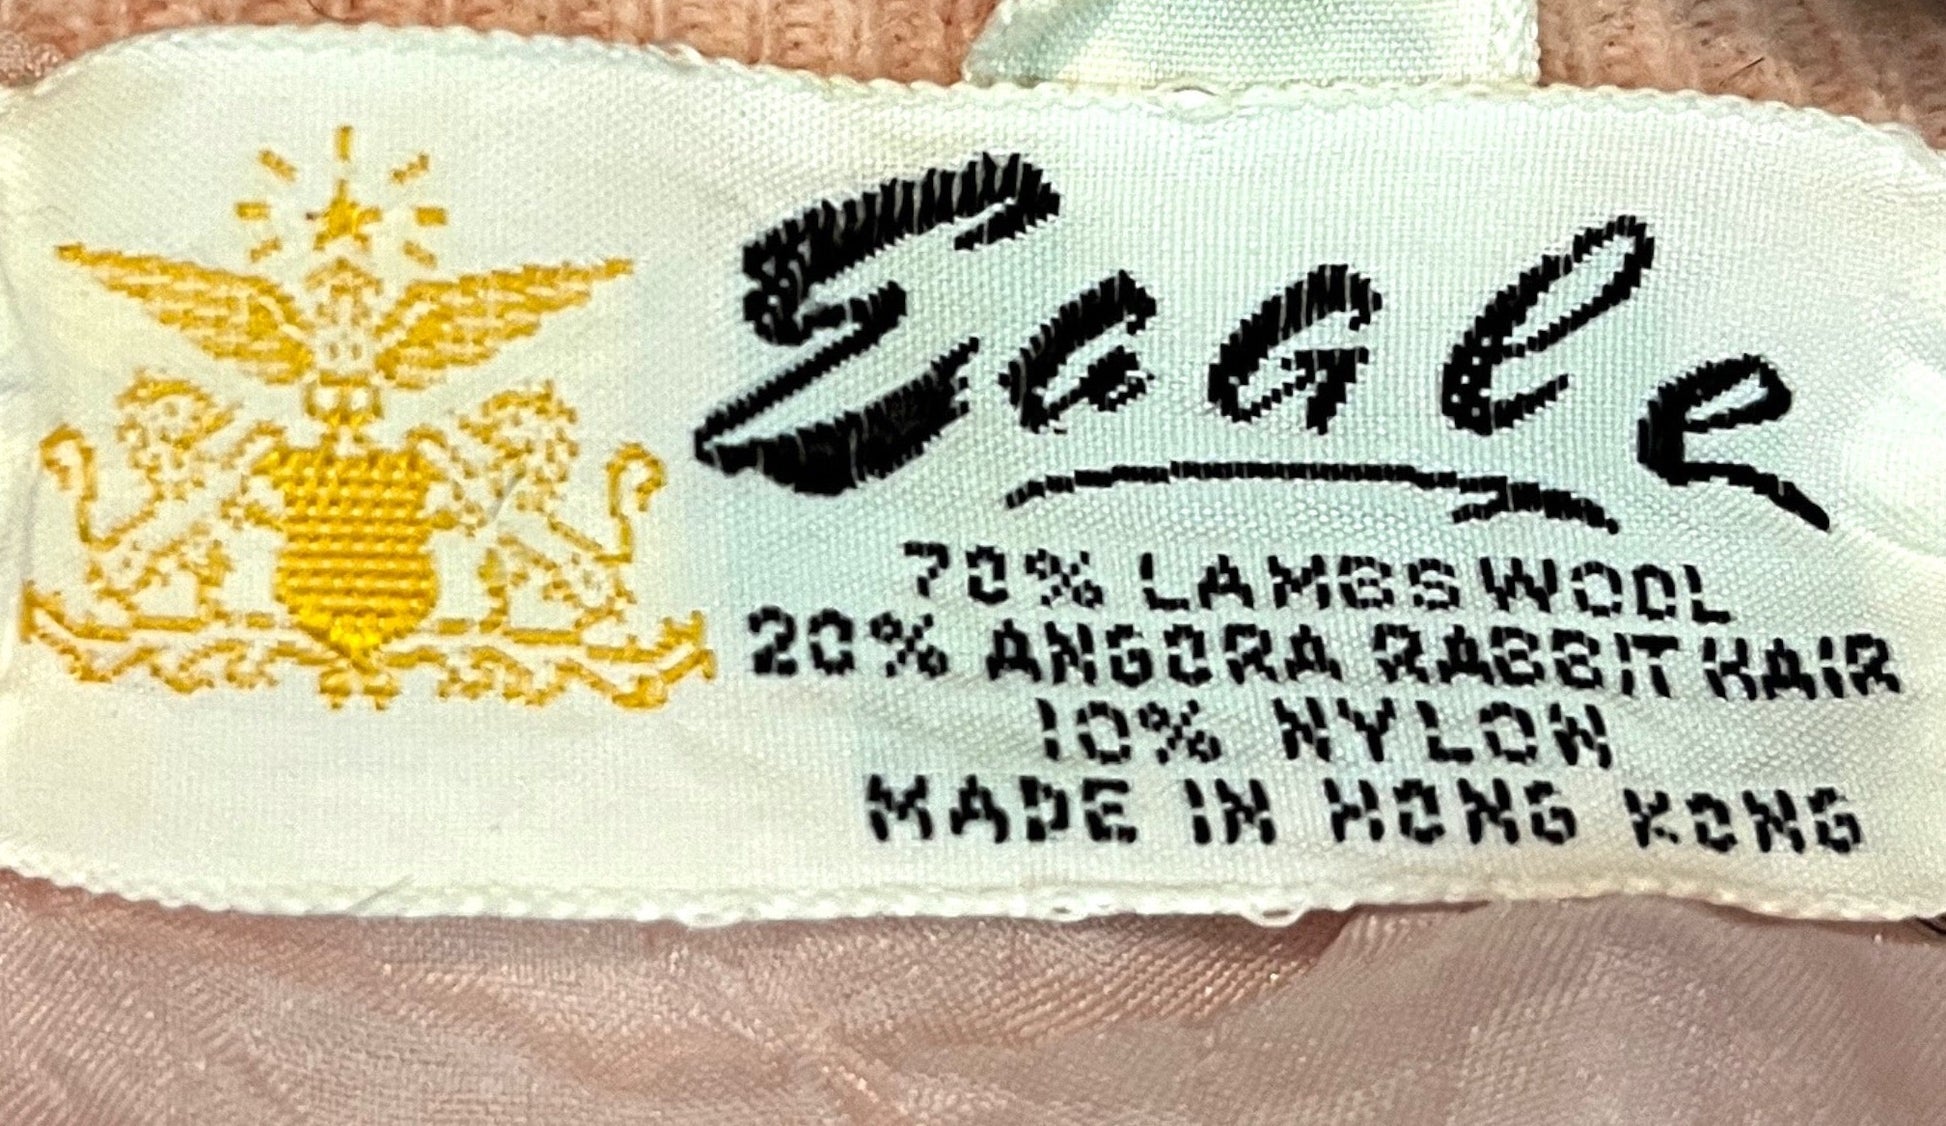 Eagle
70% LAMBSWOOL
20% ANGORA RABBIT HAIR
10% NYLON
MADE IN HONG KONG